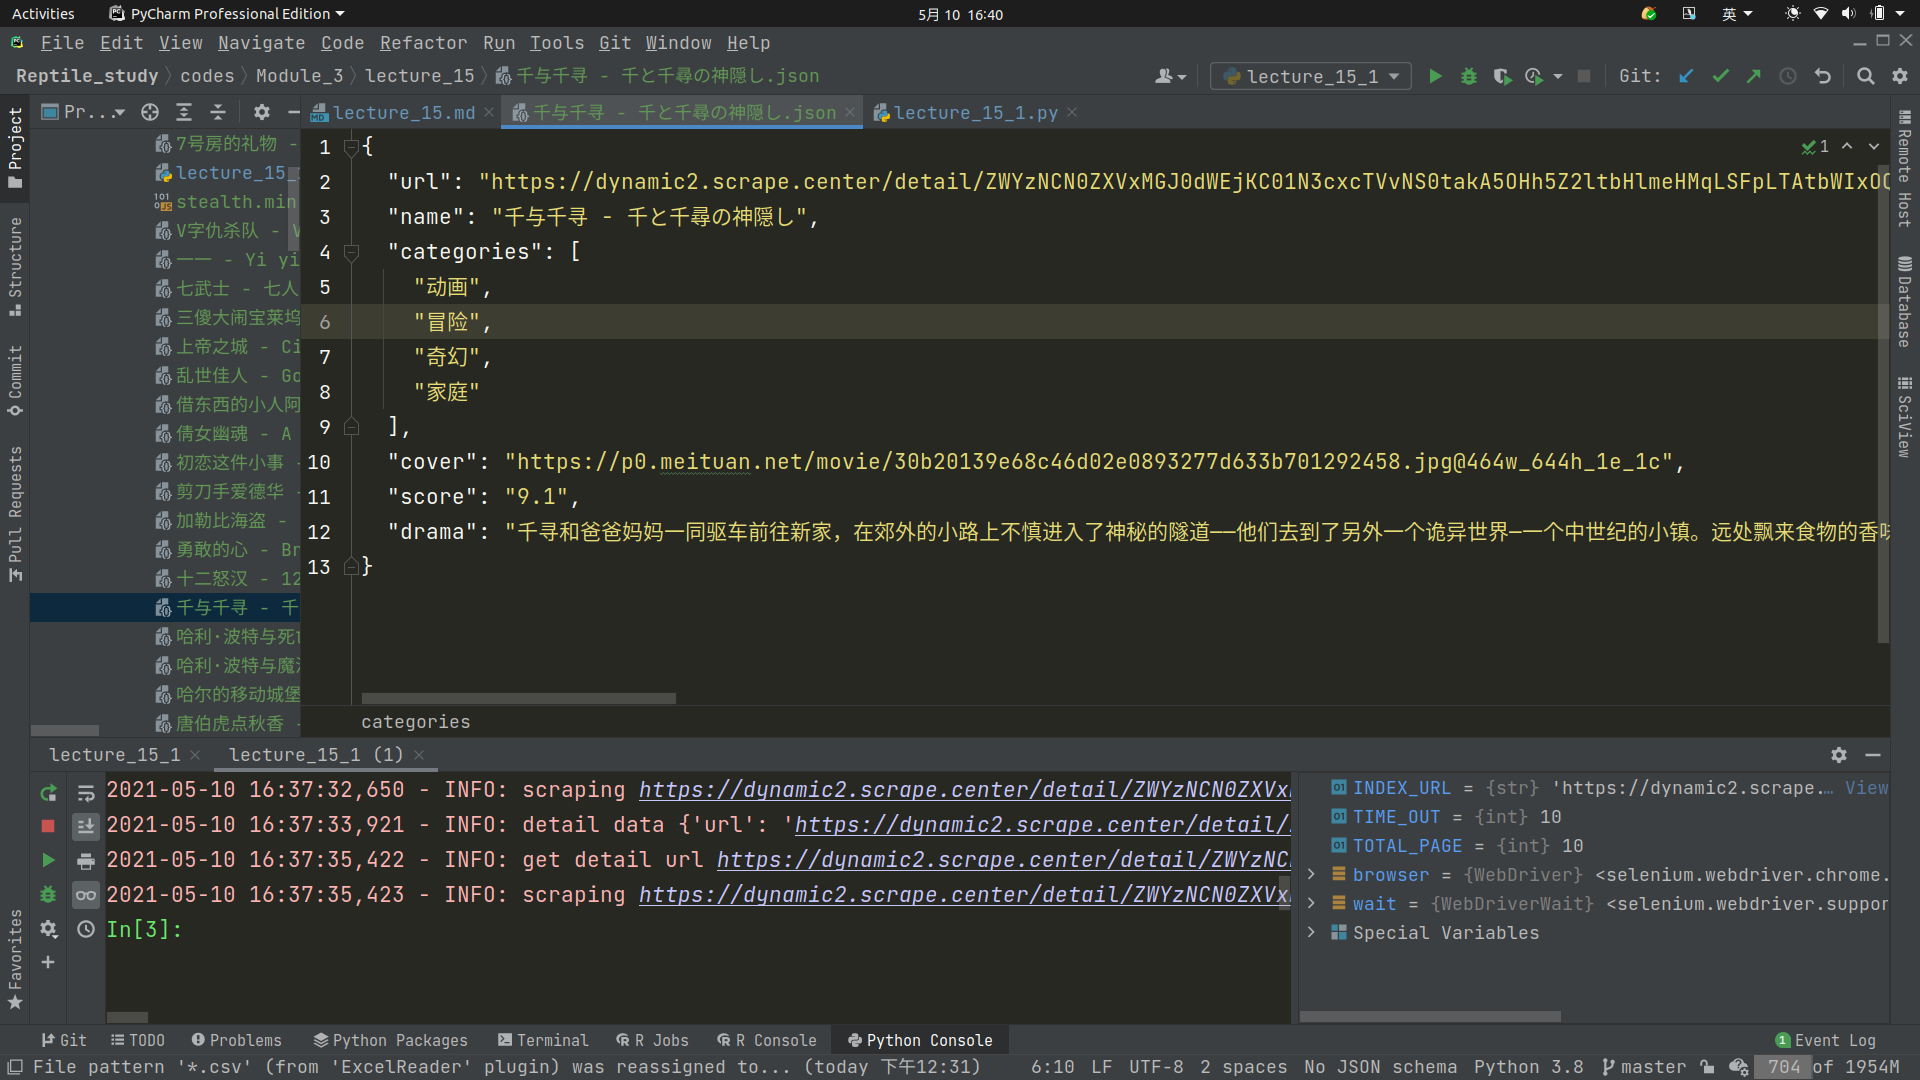 Activities PyCharm Professional Edition 5月 10 16:40 英
File Edit View Navigate Code Refactor Run Tools Git Window Help
Reptile_study codes Module_3 lecture_15 千与千寻 - 千と千尋の神隠し.json lecture_15_1 Git:
Pr... lecture_15.md 千与千寻 - 千と千尋の神隠し.json lecture_15_1.py
Project
Structure
Commit
Pull Requests
Favorites
7号房的礼物 -
lecture_15_
stealth.min
V字仇杀队 - V
一一 - Yi yi
七武士 - 七人
三傻大闹宝莱坞
上帝之城 - Ci
乱世佳人 - Go
借东西的小人阿
倩女幽魂 - A
初恋这件小事 -
剪刀手爱德华 -
加勒比海盗 -
勇敢的心 - Br
十二怒汉 - 12
千与千寻 - 千
哈利·波特与死
哈利·波特与魔
哈尔的移动城堡
唐伯虎点秋香 -
1 {
2 "url": "https://dynamic2.scrape.center/detail/ZWYzNCN0ZXVxMGJ0dWEjKC01N3cxcTVvNS0takA5OHh5Z2ltbHlmeHMqLSFpLTAtbWIxO
3 "name": "千与千寻 - 千と千尋の神隠し",
4 "categories": [
5 "动画",
6 "冒险",
7 "奇幻",
8 "家庭"
9 ],
10 "cover": "https://p0.meituan.net/movie/30b20139e68c46d02e0893277d633b701292458.jpg@464w_644h_1e_1c",
11 "score": "9.1",
12 "drama": "千寻和爸爸妈妈一同驱车前往新家，在郊外的小路上不慎进入了神秘的隧道——他们去到了另外一个诡异世界—一个中世纪的小镇。远处飘来食物的香味
13 }
1
categories
Remote Host
Database
SciView
lecture_15_1 lecture_15_1 (1)
2021-05-10 16:37:32,650 - INFO: scraping https://dynamic2.scrape.center/detail/ZWYzNCN0ZXVx
2021-05-10 16:37:33,921 - INFO: detail data {'url': 'https://dynamic2.scrape.center/detail/
2021-05-10 16:37:35,422 - INFO: get detail url https://dynamic2.scrape.center/detail/ZWYzNC
2021-05-10 16:37:35,423 - INFO: scraping https://dynamic2.scrape.center/detail/ZWYzNCN0ZXVx
In[3]:
INDEX_URL = {str} 'https://dynamic2.scrape.… View
TIME_OUT = {int} 10
TOTAL_PAGE = {int} 10
browser = {WebDriver} <selenium.webdriver.chrome.
wait = {WebDriverWait} <selenium.webdriver.suppor
Special Variables
Git TODO Problems Python Packages Terminal R Jobs R Console Python Console 1 Event Log
File pattern '*.csv' (from 'ExcelReader' plugin) was reassigned to... (today 下午12:31) 6:10 LF UTF-8 2 spaces No JSON schema Python 3.8 master 704 of 1954M